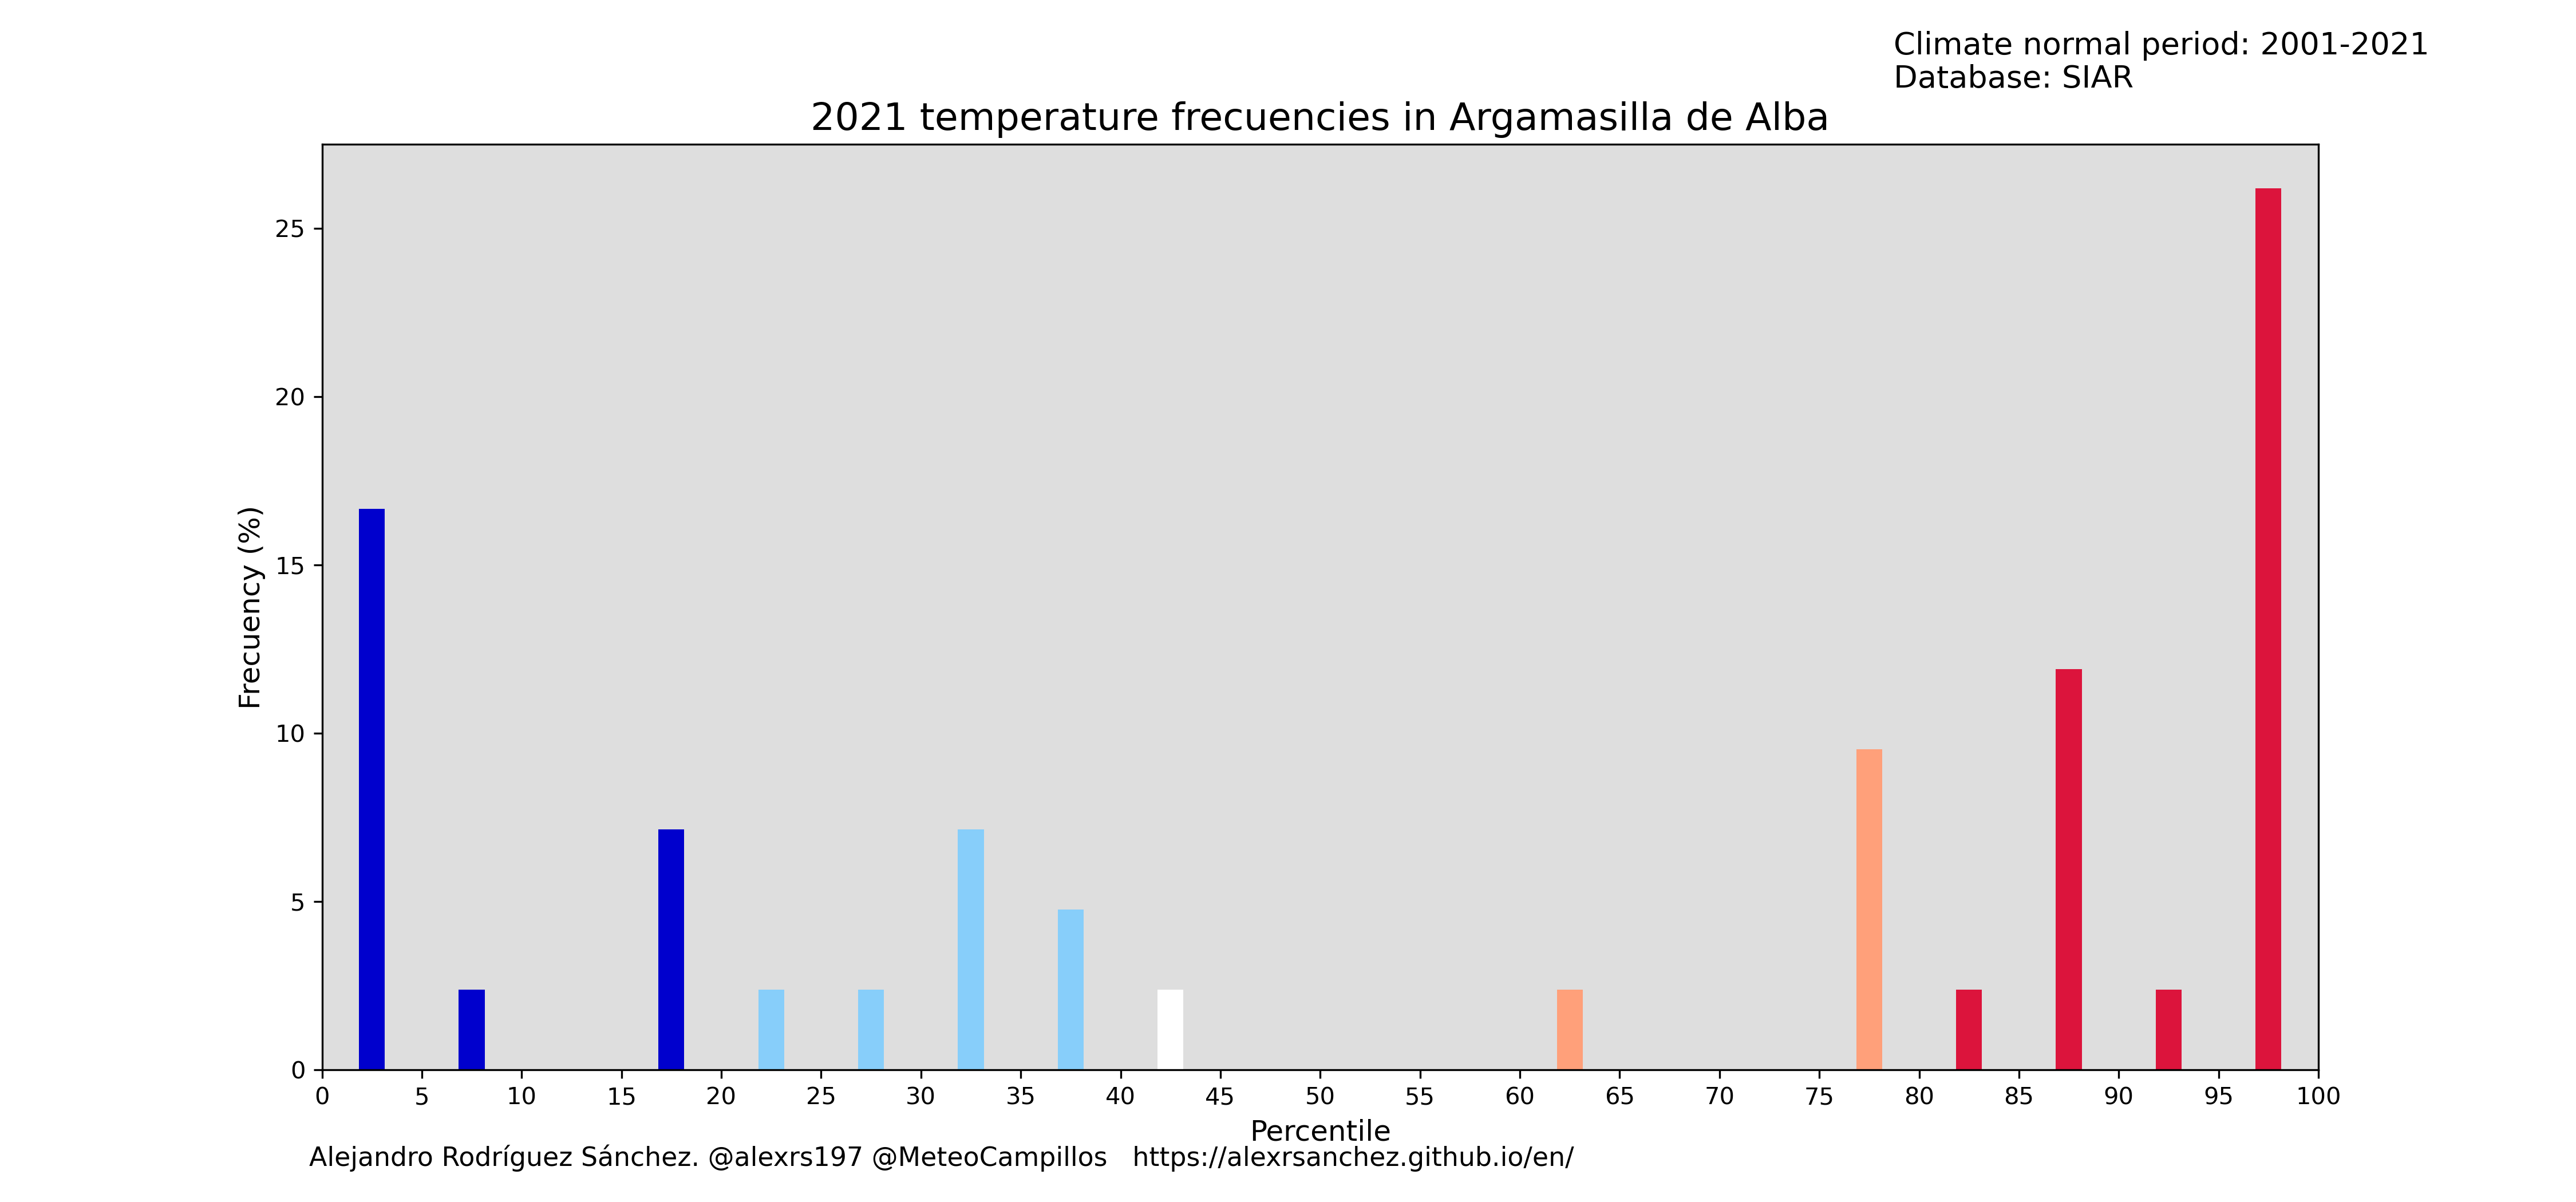 Climate normal period: 2001-2021
Database: SIAR
2021 temperature frecuencies in Argamasilla de Alba
Frecuency (%)
25
20
15
10
5
0
0 5 10 15 20 25 30 35 40 45 50 55 60 65 70 75 80 85 90 95 100
Percentile
Alejandro Rodríguez Sánchez. @alexrs197 @MeteoCampillos https://alexrsanchez.github.io/en/